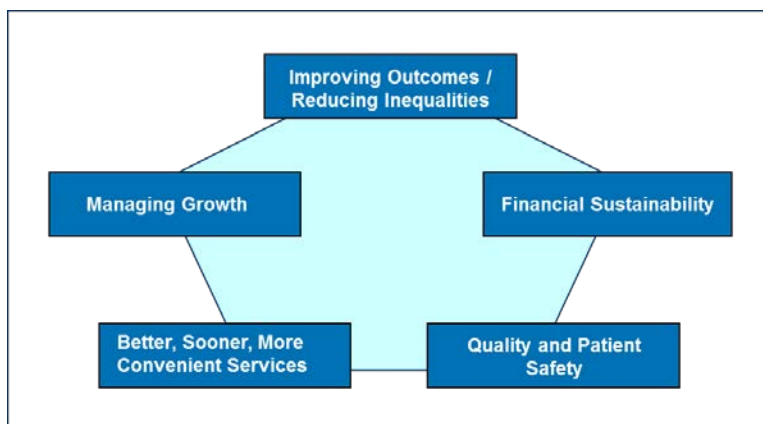 Improving Outcomes /
Reducing Inequalities
Managing Growth
Financial Sustainability
Better, Sooner, More
Convenient Services
Quality and Patient
Safety